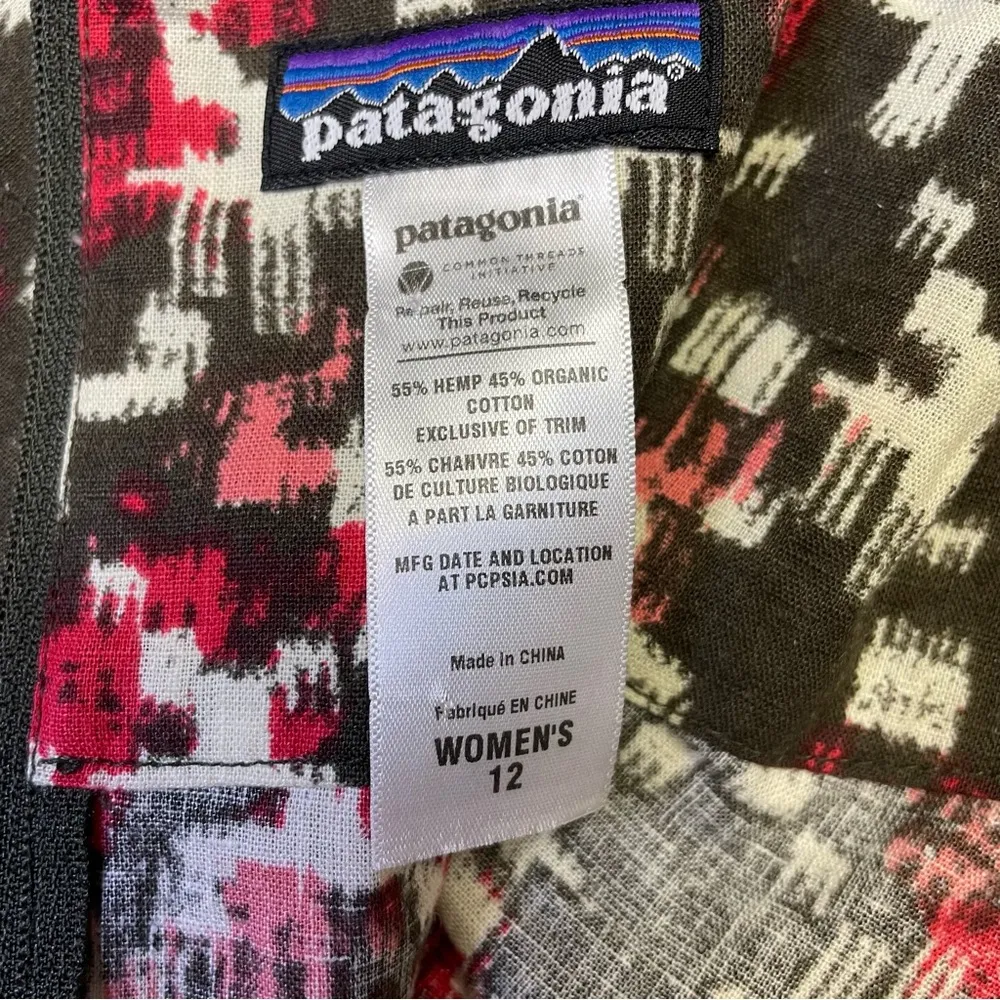 patagonia®
patagonia®
COMMON THREADS
INITIATIVE
Repair, Reuse, Recycle
This Product
www.patagonia.com
55% HEMP 45% ORGANIC
COTTON
EXCLUSIVE OF TRIM
55% CHANVRE 45% COTON
DE CULTURE BIOLOGIQUE
A PART LA GARNITURE
MFG DATE AND LOCATION
AT PCPSIA.COM
Made in CHINA
Fabriqué EN CHINE
WOMEN'S
12